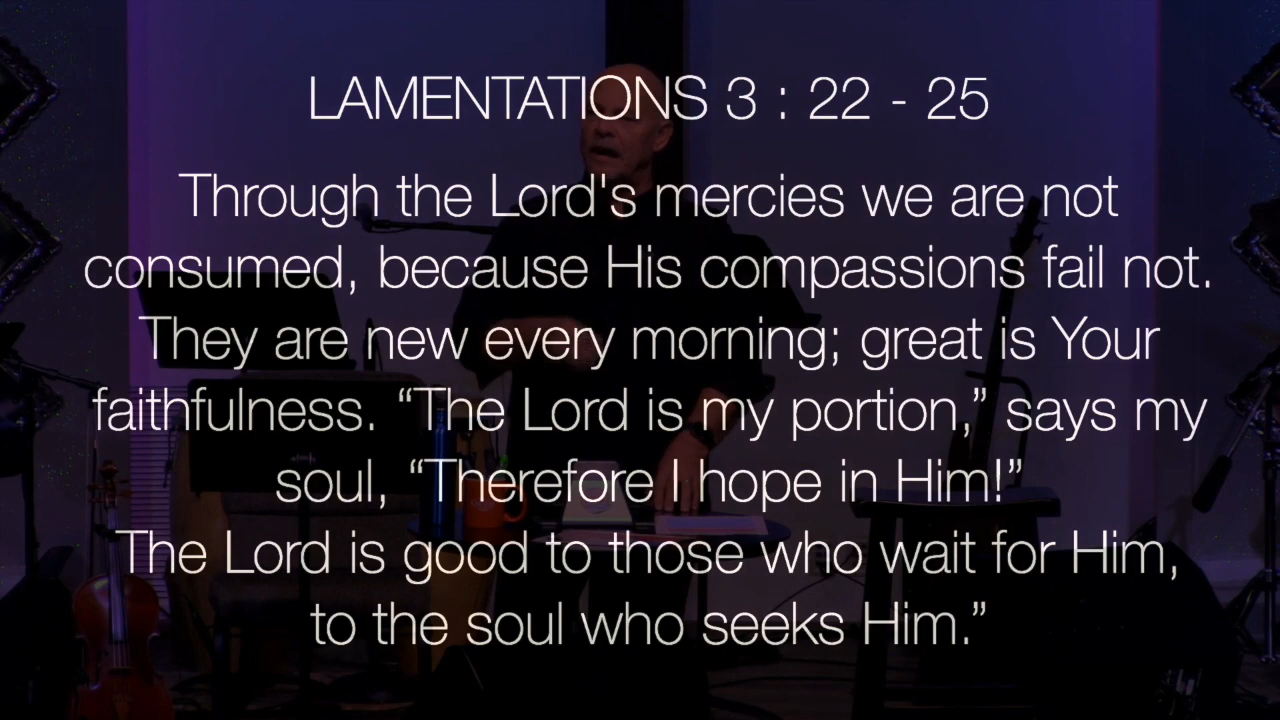 LAMENTATIONS 3 : 22 - 25
Through the Lord's mercies we are not
consumed, because His compassions fail not.
They are new every morning; great is Your
faithfulness. “The Lord is my portion,” says my
soul, “Therefore I hope in Him!”
The Lord is good to those who wait for Him,
to the soul who seeks Him.”